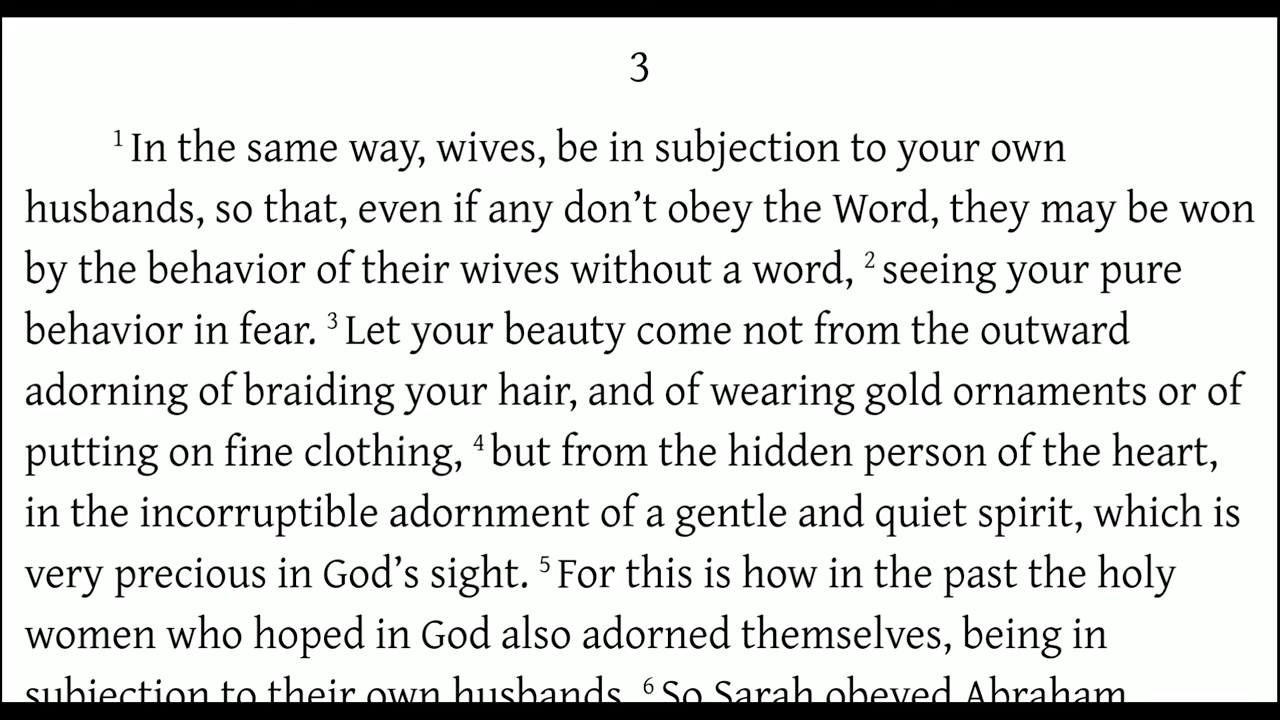 3
¹ In the same way, wives, be in subjection to your own
husbands, so that, even if any don’t obey the Word, they may be won
by the behavior of their wives without a word, ² seeing your pure
behavior in fear. ³ Let your beauty come not from the outward
adorning of braiding your hair, and of wearing gold ornaments or of
putting on fine clothing, ⁴ but from the hidden person of the heart,
in the incorruptible adornment of a gentle and quiet spirit, which is
very precious in God’s sight. ⁵ For this is how in the past the holy
women who hoped in God also adorned themselves, being in
subjection to their own husbands. ⁶ So Sarah obeyed Abraham